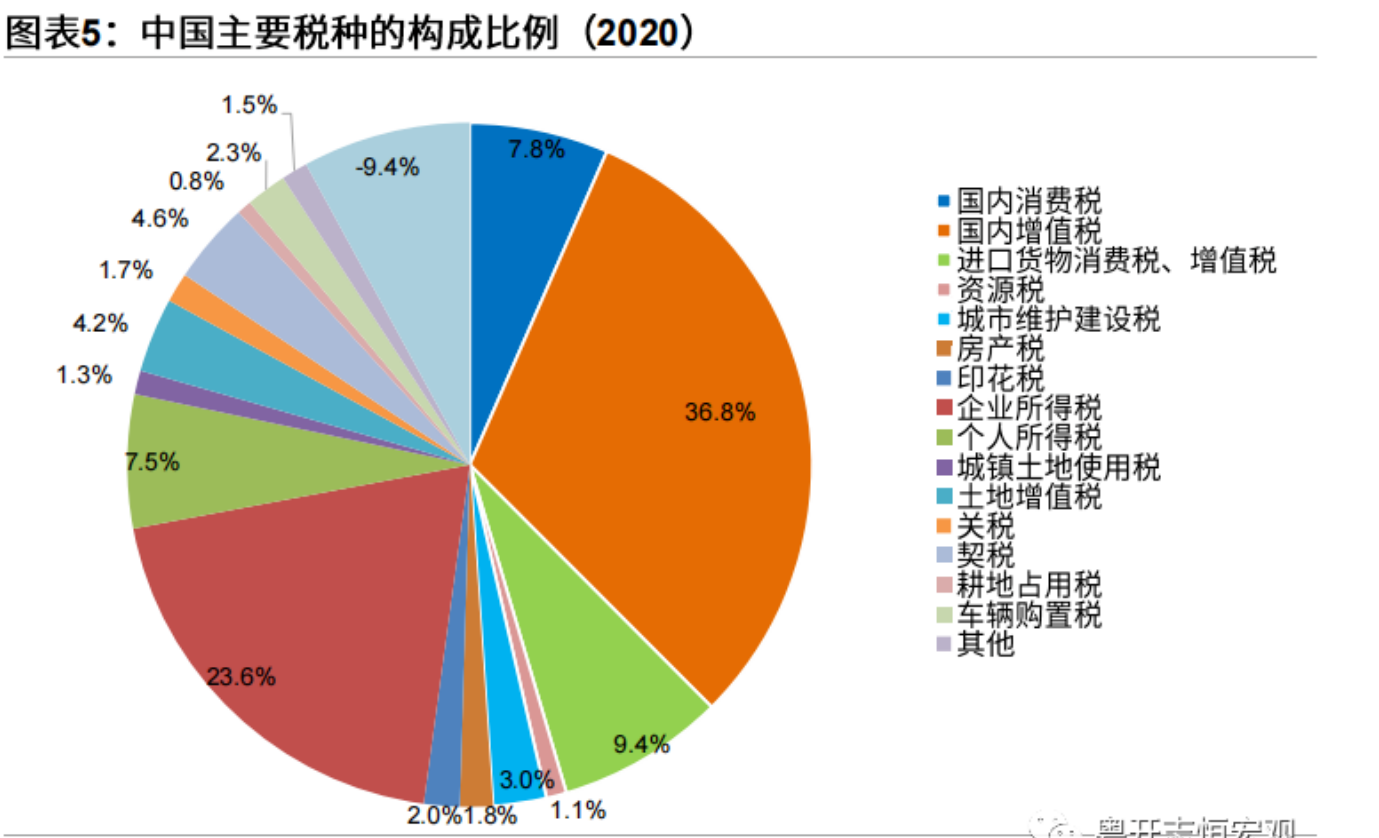 图表5：中国主要税种的构成比例（2020）
1.5%
2.3%
0.8%
4.6%
1.7%
4.2%
1.3%
7.5%
23.6%
2.0%
1.8%
3.0%
1.1%
9.4%
36.8%
7.8%
-9.4%
国内消费税
国内增值税
进口货物消费税、增值税
资源税
城市维护建设税
房产税
印花税
企业所得税
个人所得税
城镇土地使用税
土地增值税
关税
契税
耕地占用税
车辆购置税
其他